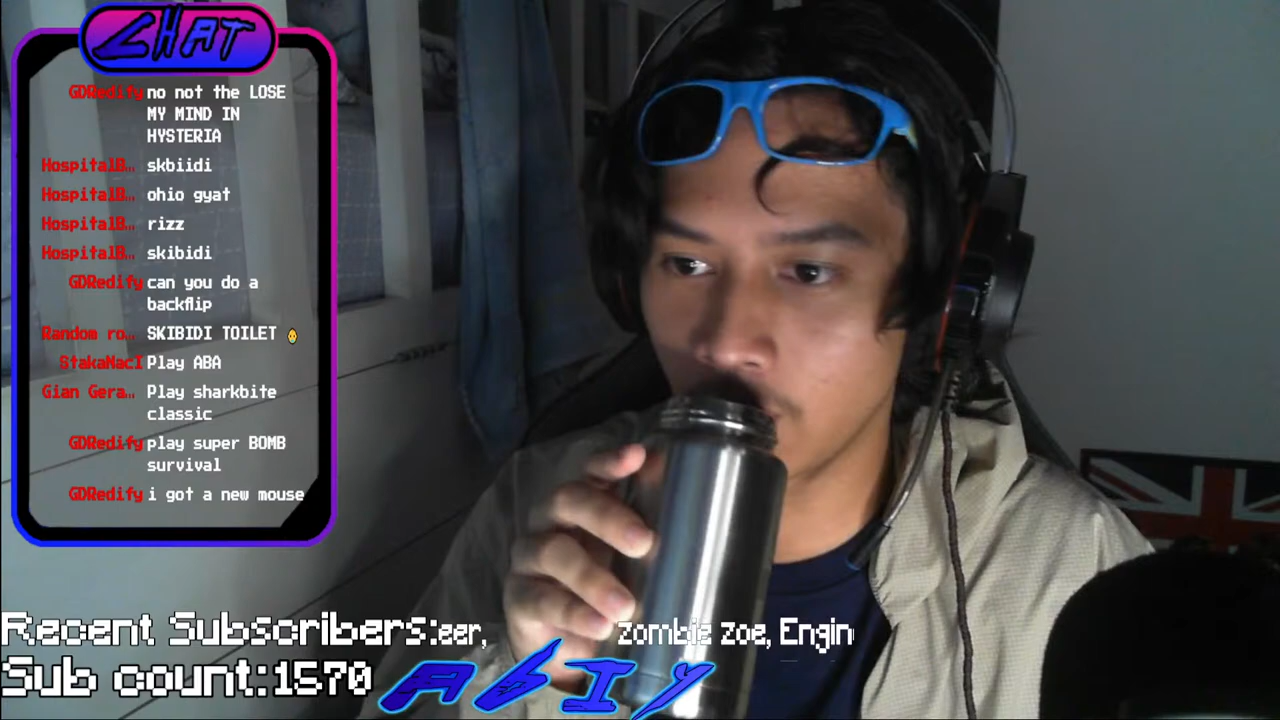 CHAT
GDRedify no not the LOSE
MY MIND IN
HYSTERIA
HospitalB… skbiidi
HospitalB… ohio gyat
HospitalB… rizz
HospitalB… skibidi
GDRedify can you do a
backflip
Random ro… SKIBIDI TOILET
StakaNacI Play ABA
Gian Gera… Play sharkbite
classic
GDRedify play super BOMB
survival
GDRedify i got a new mouse
Recent Subscribers:eer, zombie Zoe, Engin
Sub count:1570
AbIy